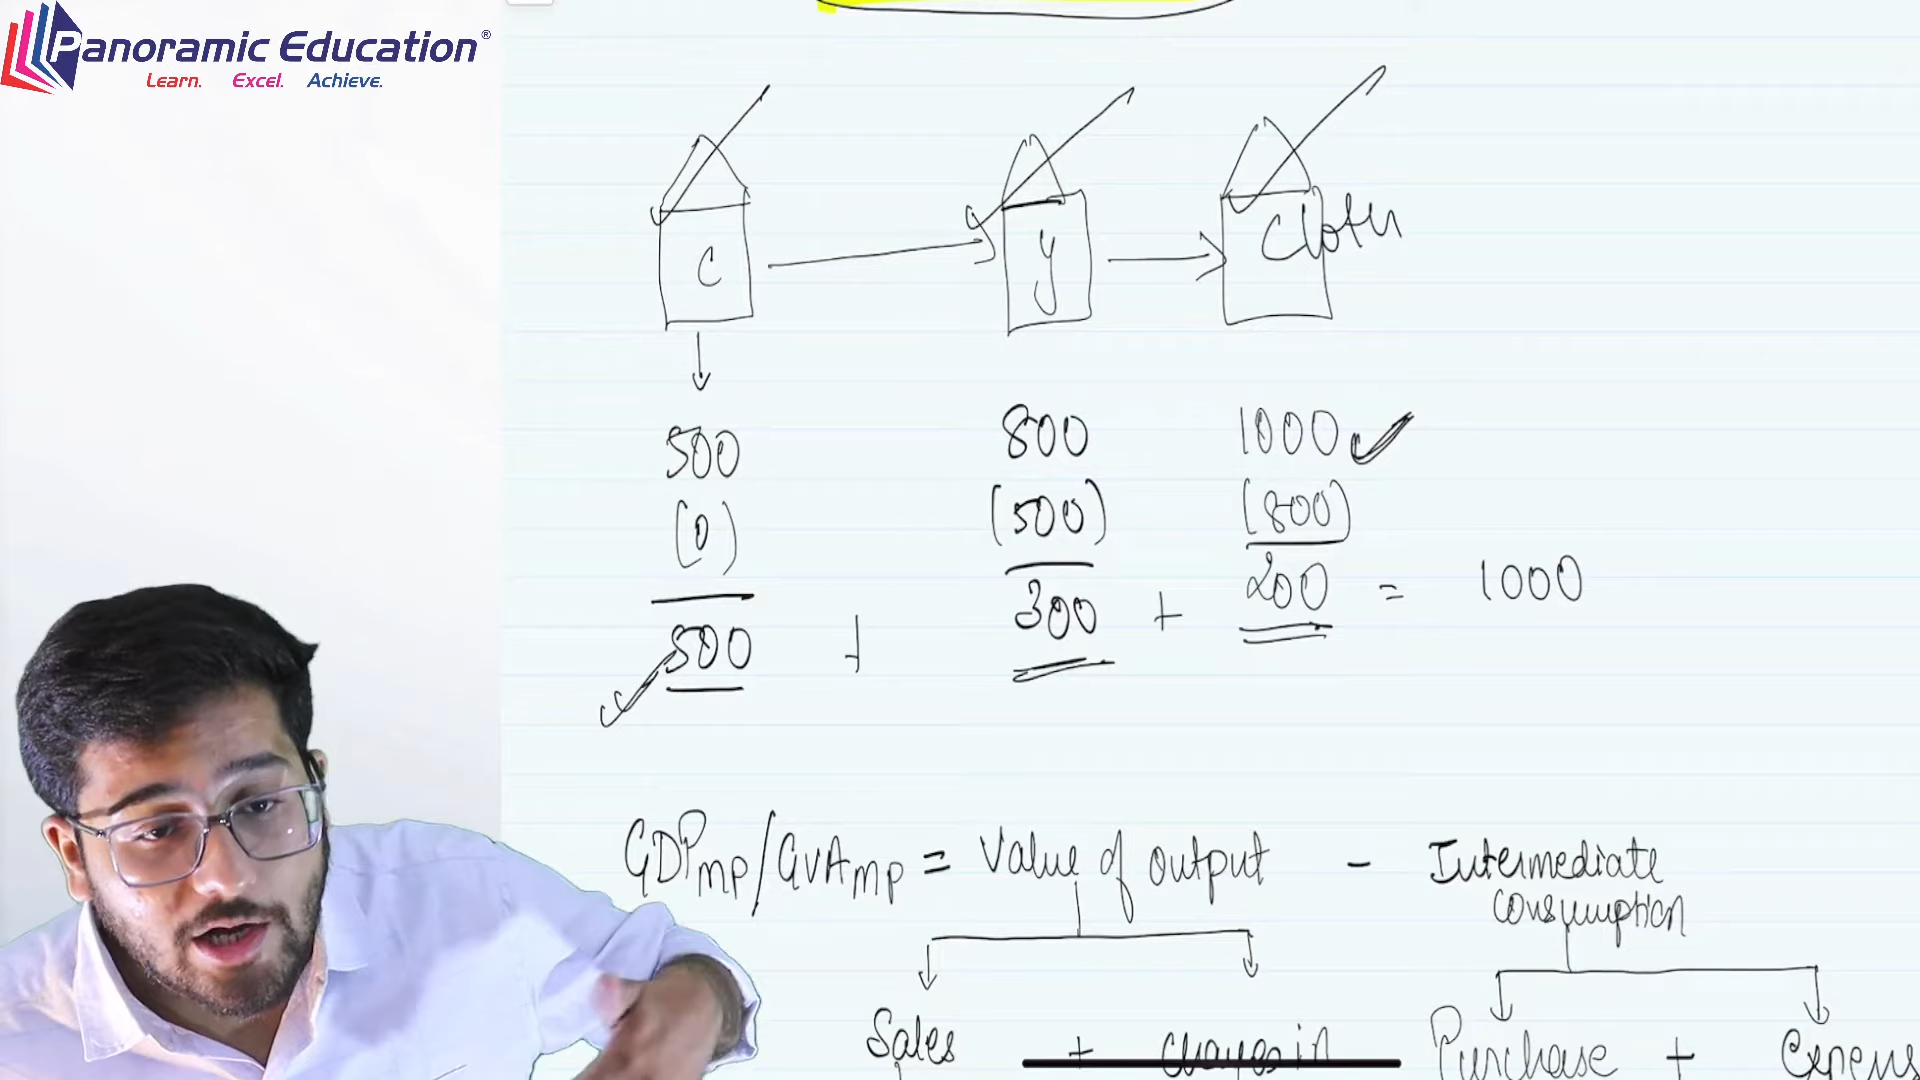 Panoramic Education®
Learn. Excel. Achieve.
C
Y
Cloth
500 800 1000
(0) (500) (800)
500 + 300 + 200 = 1000
GDPMP/GVAMP = Value of output - Intermediate
consumption
Sales + changes in Purchase + Expens